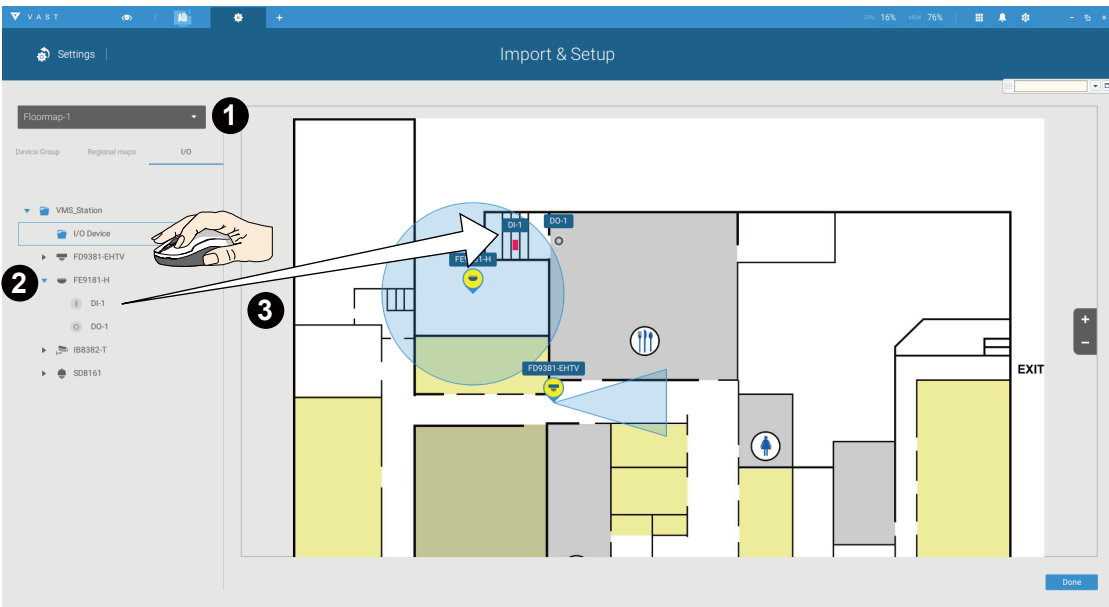 VAST
+
CPU 16% MEM 76%
Settings
Import & Setup
Floormap-1
1
Device Group Regional maps I/O
VMS_Station
I/O Device
FD9381-EHTV
2
FE9181-H
DI-1
DO-1
IB8382-T
SD8161
3
DI-1
DO-1
FD9381-EHTV
EXIT
+
−
Done